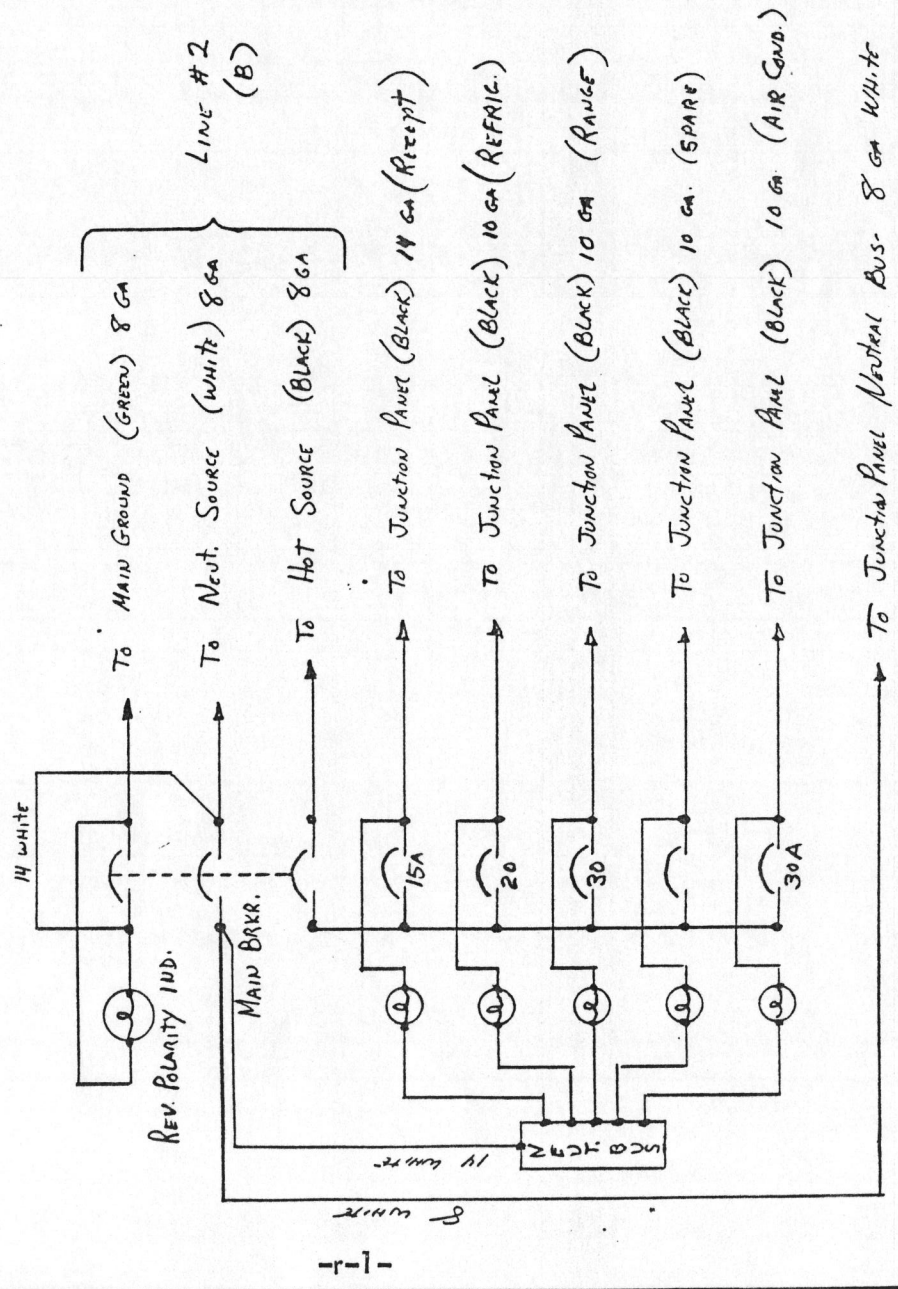 14 WHITE
REV. POLARITY IND.
MAIN BRKR.
TO MAIN GROUND (GREEN) 8 GA
TO NEUT. SOURCE (WHITE) 8 GA
TO HOT SOURCE (BLACK) 8 GA
LINE #2
(B)
15A
TO JUNCTION PANEL (BLACK) 14 GA (RECEPT)
20
TO JUNCTION PANEL (BLACK) 10 GA (REFRIG.)
30
TO JUNCTION PANEL (BLACK) 10 GA (RANGE)
TO JUNCTION PANEL (BLACK) 10 GA. (SPARE)
30A
TO JUNCTION PANEL (BLACK) 10 GA. (AIR COND.)
NEUT. BUS
14 WHITE
8 WHITE
TO JUNCTION PANEL NEUTRAL BUS- 8 GA WHITE
-r-1-